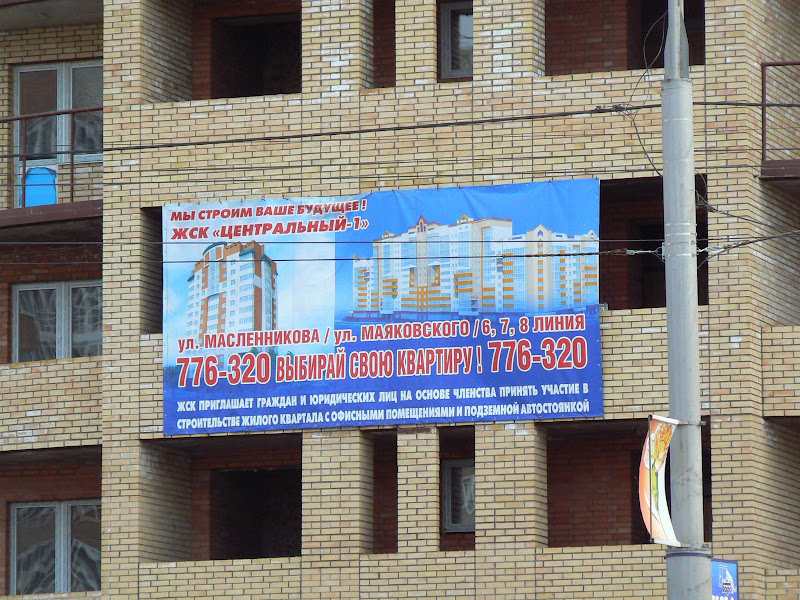 МЫ СТРОИМ ВАШЕ БУДУЩЕЕ !
ЖСК «ЦЕНТРАЛЬНЫЙ-1»
ул. МАСЛЕННИКОВА / ул. МАЯКОВСКОГО / 6, 7, 8 ЛИНИЯ
776-320 ВЫБИРАЙ СВОЮ КВАРТИРУ ! 776-320
ЖСК ПРИГЛАШАЕТ ГРАЖДАН И ЮРИДИЧЕСКИХ ЛИЦ НА ОСНОВЕ ЧЛЕНСТВА ПРИНЯТЬ УЧАСТИЕ В
СТРОИТЕЛЬСТВЕ ЖИЛОГО КВАРТАЛА С ОФИСНЫМИ ПОМЕЩЕНИЯМИ И ПОДЗЕМНОЙ АВТОСТОЯНКОЙ